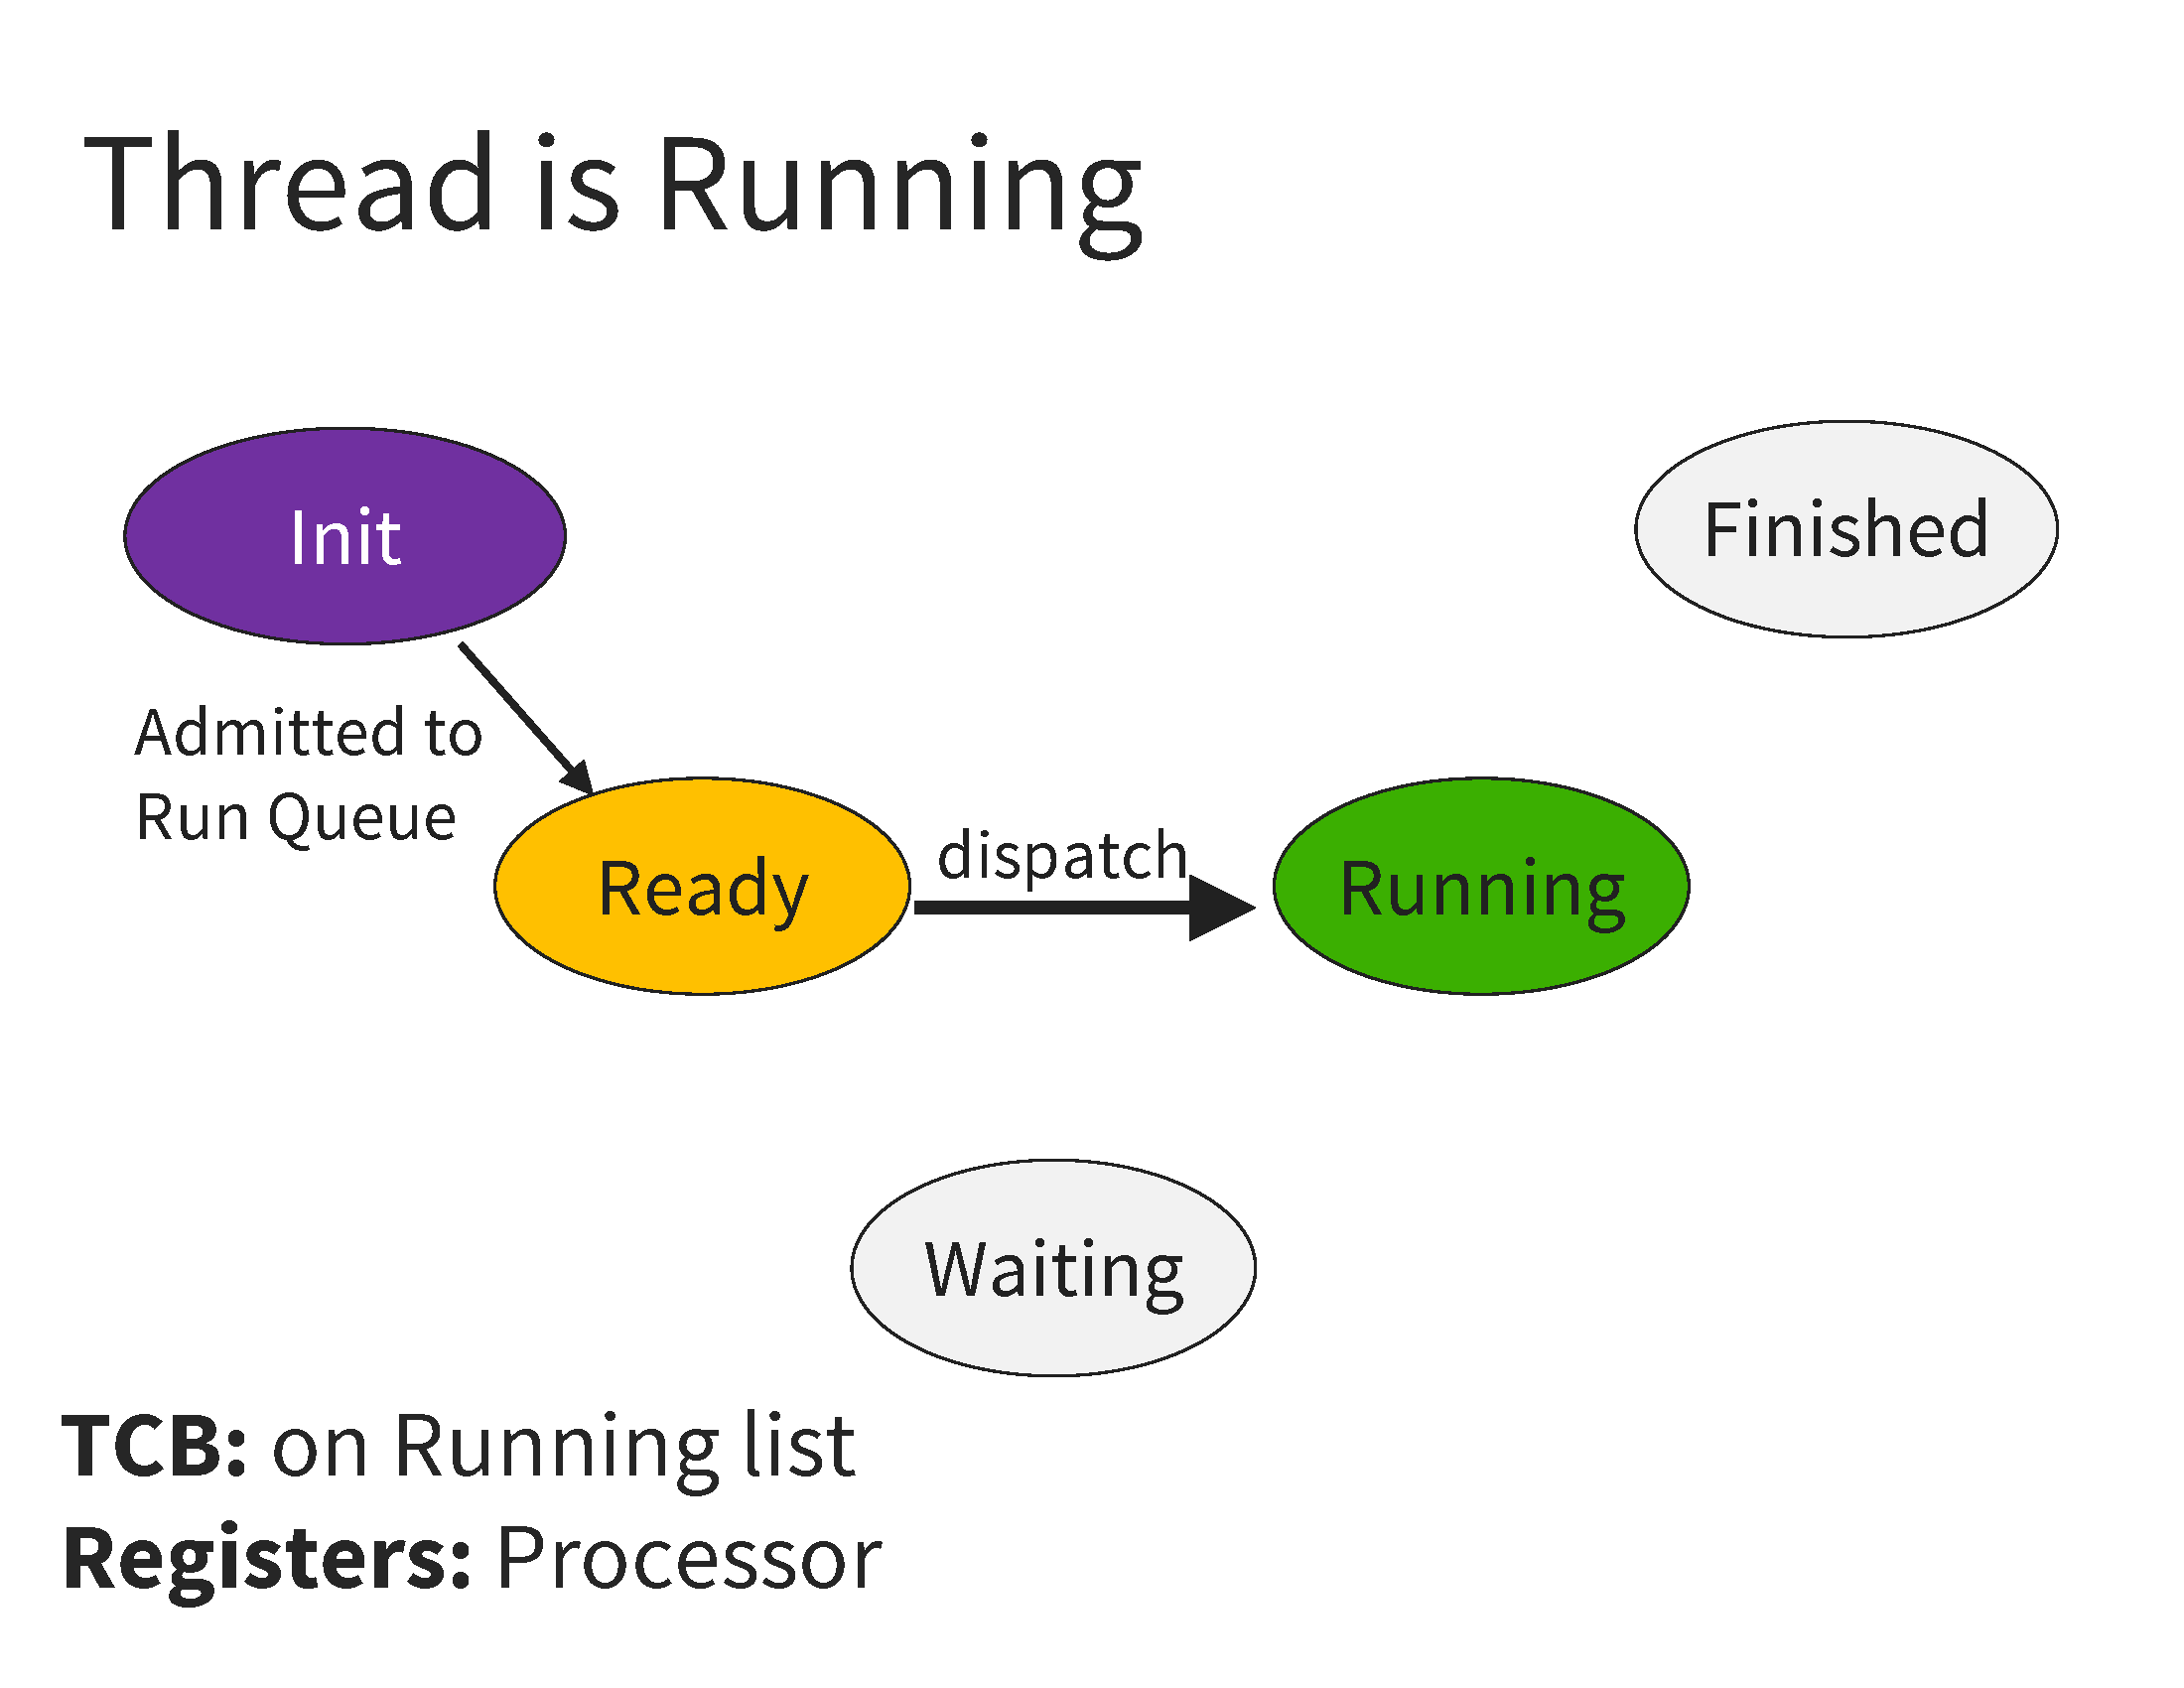 Thread is Running
Init
Finished
Admitted to
Run Queue
Ready
dispatch
Running
Waiting
TCB: on Running list
Registers: Processor